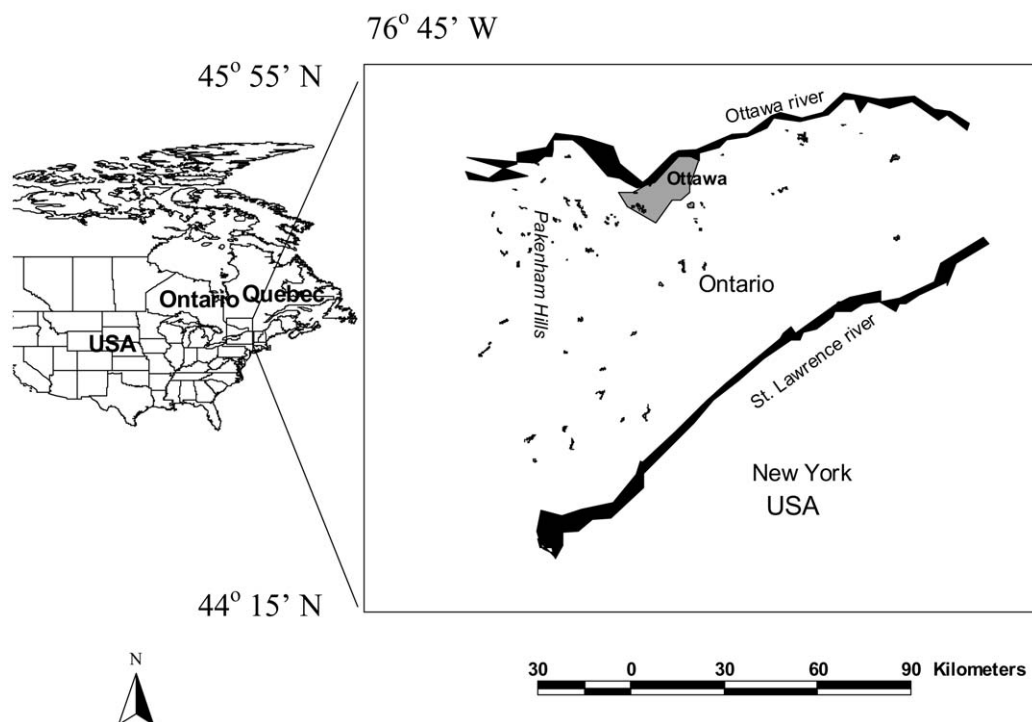 76° 45’ W
45° 55’ N
Ottawa river
Ottawa
Pakenham Hills
Ontario
Ontario
Quebec
USA
St. Lawrence river
New York
USA
44° 15’ N
N
30 0 30 60 90 Kilometers